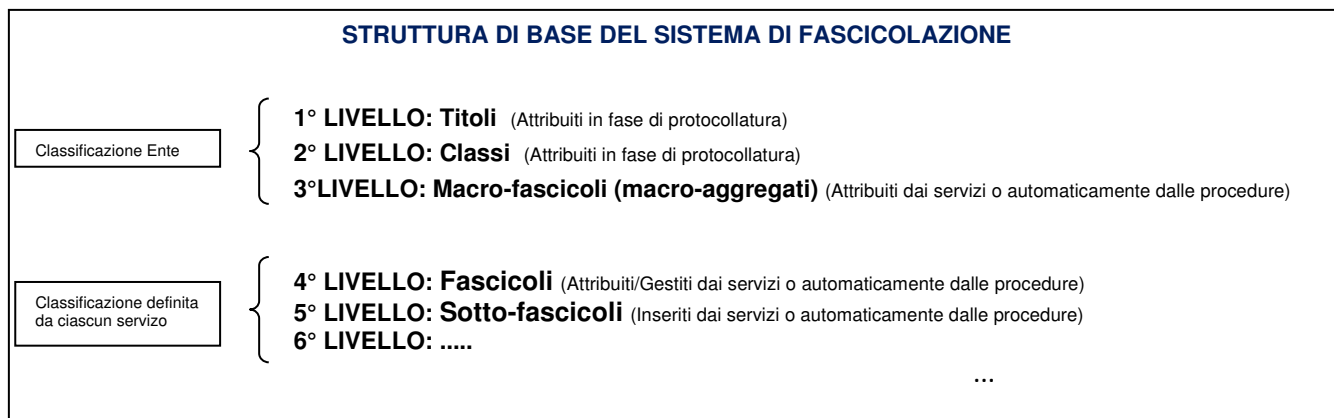 STRUTTURA DI BASE DEL SISTEMA DI FASCICOLAZIONE
Classificazione Ente
1° LIVELLO: Titoli (Attribuiti in fase di protocollatura)
2° LIVELLO: Classi (Attribuiti in fase di protocollatura)
3°LIVELLO: Macro-fascicoli (macro-aggregati) (Attribuiti dai servizi o automaticamente dalle procedure)
Classificazione definita
da ciascun servizo
4° LIVELLO: Fascicoli (Attribuiti/Gestiti dai servizi o automaticamente dalle procedure)
5° LIVELLO: Sotto-fascicoli (Inseriti dai servizi o automaticamente dalle procedure)
6° LIVELLO: .....
...